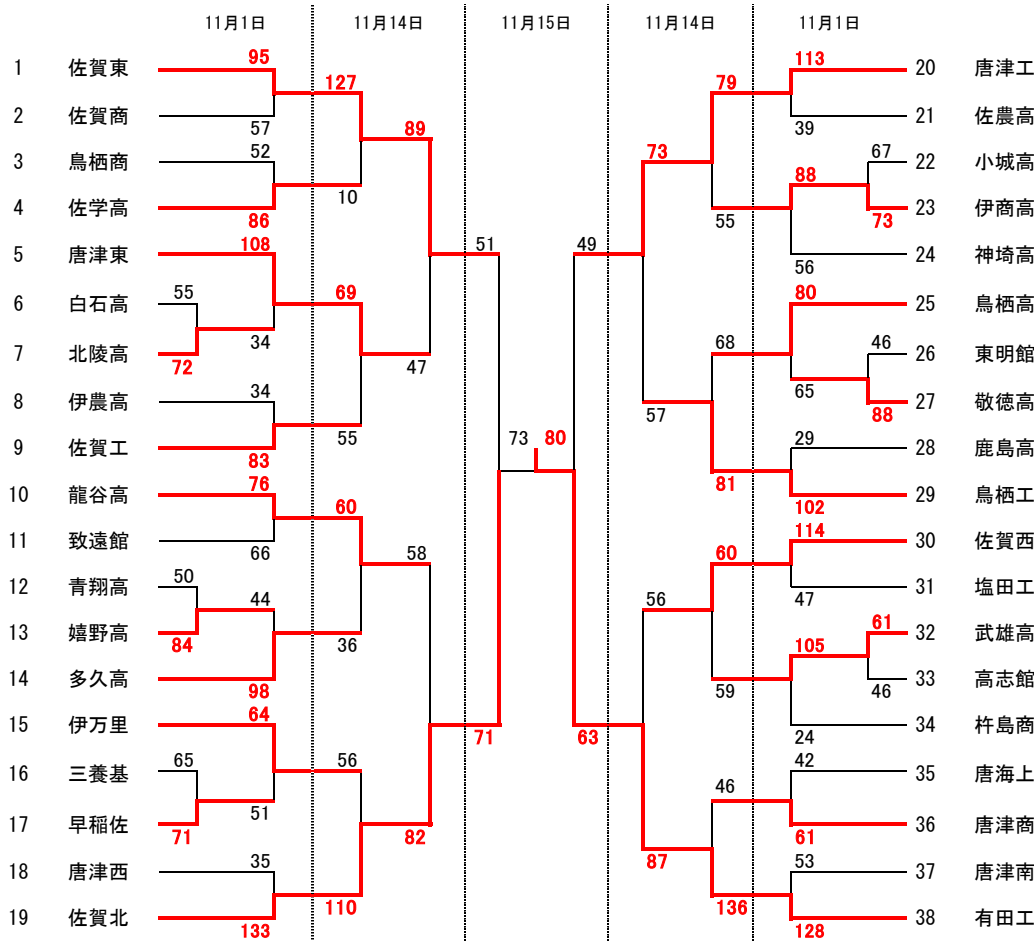 11月1日 11月14日 11月15日 11月14日 11月1日
1 佐賀東 95 127 79 113 20 唐津工
2 佐賀商 57 89 39 21 佐農高
3 鳥栖商 52 10 73 88 67 22 小城高
4 佐学高 86 55 73 23 伊商高
5 唐津東 108 51 49 56 24 神埼高
6 白石高 55 69 80 25 鳥栖高
7 北陵高 72 34 47 68 46 26 東明館
8 伊農高 34 55 57 65 88 27 敬徳高
9 佐賀工 83 73 80 29 28 鹿島高
10 龍谷高 76 60 81 102 29 鳥栖工
11 致遠館 66 58 60 114 30 佐賀西
12 青翔高 50 44 56 47 31 塩田工
13 嬉野高 84 36 105 61 32 武雄高
14 多久高 98 59 46 33 高志館
15 伊万里 64 71 63 24 34 杵島商
16 三養基 65 56 46 42 35 唐海上
17 早稲佐 71 51 82 61 36 唐津商
18 唐津西 35 87 53 37 唐津南
19 佐賀北 133 110 136 128 38 有田工